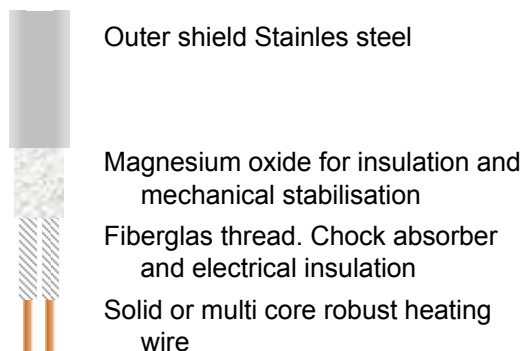 Outer shield Stainles steel
Magnesium oxide for insulation and
mechanical stabilisation
Fiberglas thread. Chock absorber
and electrical insulation
Solid or multi core robust heating
wire